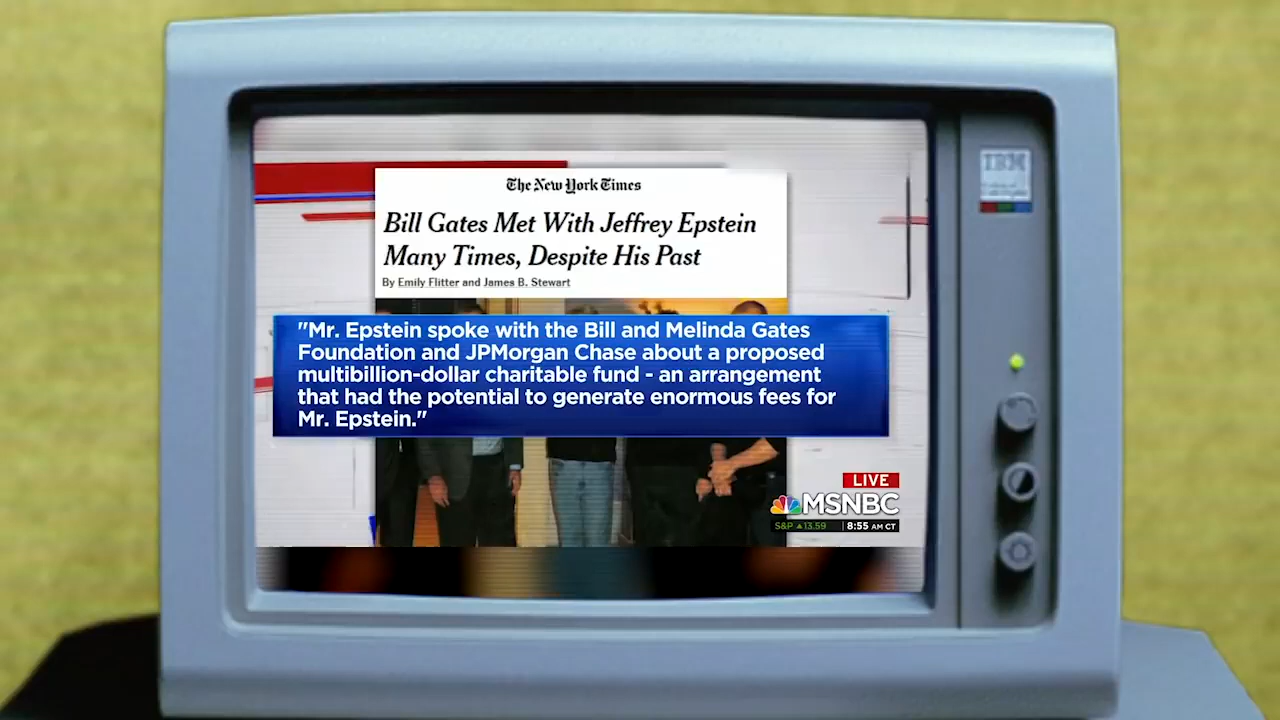 The New York Times
Bill Gates Met With Jeffrey Epstein
Many Times, Despite His Past
By Emily Flitter and James B. Stewart
"Mr. Epstein spoke with the Bill and Melinda Gates
Foundation and JPMorgan Chase about a proposed
multibillion-dollar charitable fund - an arrangement
that had the potential to generate enormous fees for
Mr. Epstein."
LIVE
MSNBC
S&P ▲13.59 8:55 AM CT
IBM